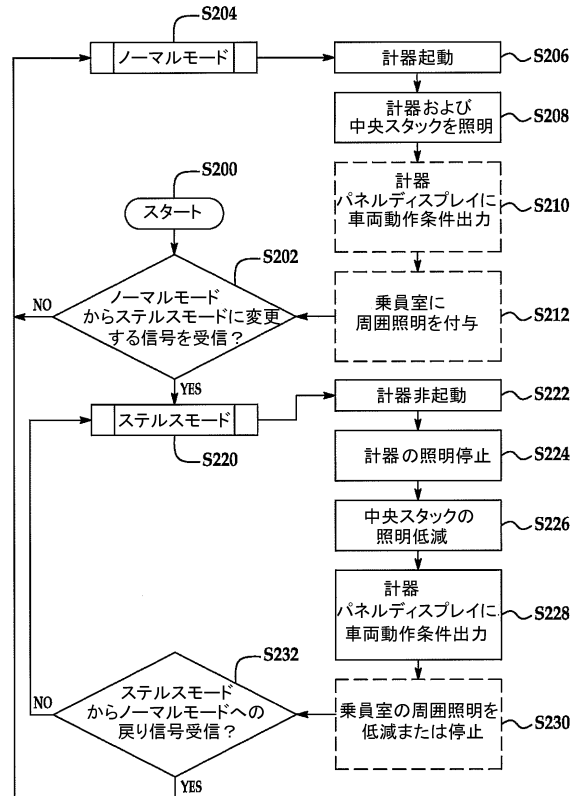 S204
ノーマルモード
計器起動
S206
計器および
中央スタックを照明
S208
S200
スタート
計器
パネルディスプレイに
車両動作条件出力
S210
S202
NO
ノーマルモード
からステルスモードに変更
する信号を受信？
乗員室に
周囲照明を付与
S212
YES
ステルスモード
S220
計器非起動
S222
計器の照明停止
S224
中央スタックの
照明低減
S226
計器
パネルディスプレイに
車両動作条件出力
S228
S232
NO
ステルスモード
からノーマルモードへの
戻り信号受信？
乗員室の周囲照明を
低減または停止
S230
YES